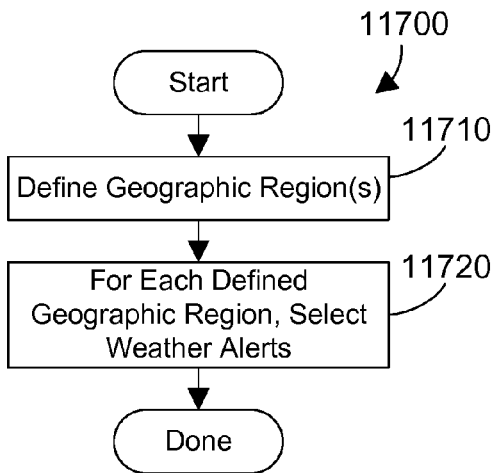 11700
Start
11710
Define Geographic Region(s)
11720
For Each Defined
Geographic Region, Select
Weather Alerts
Done